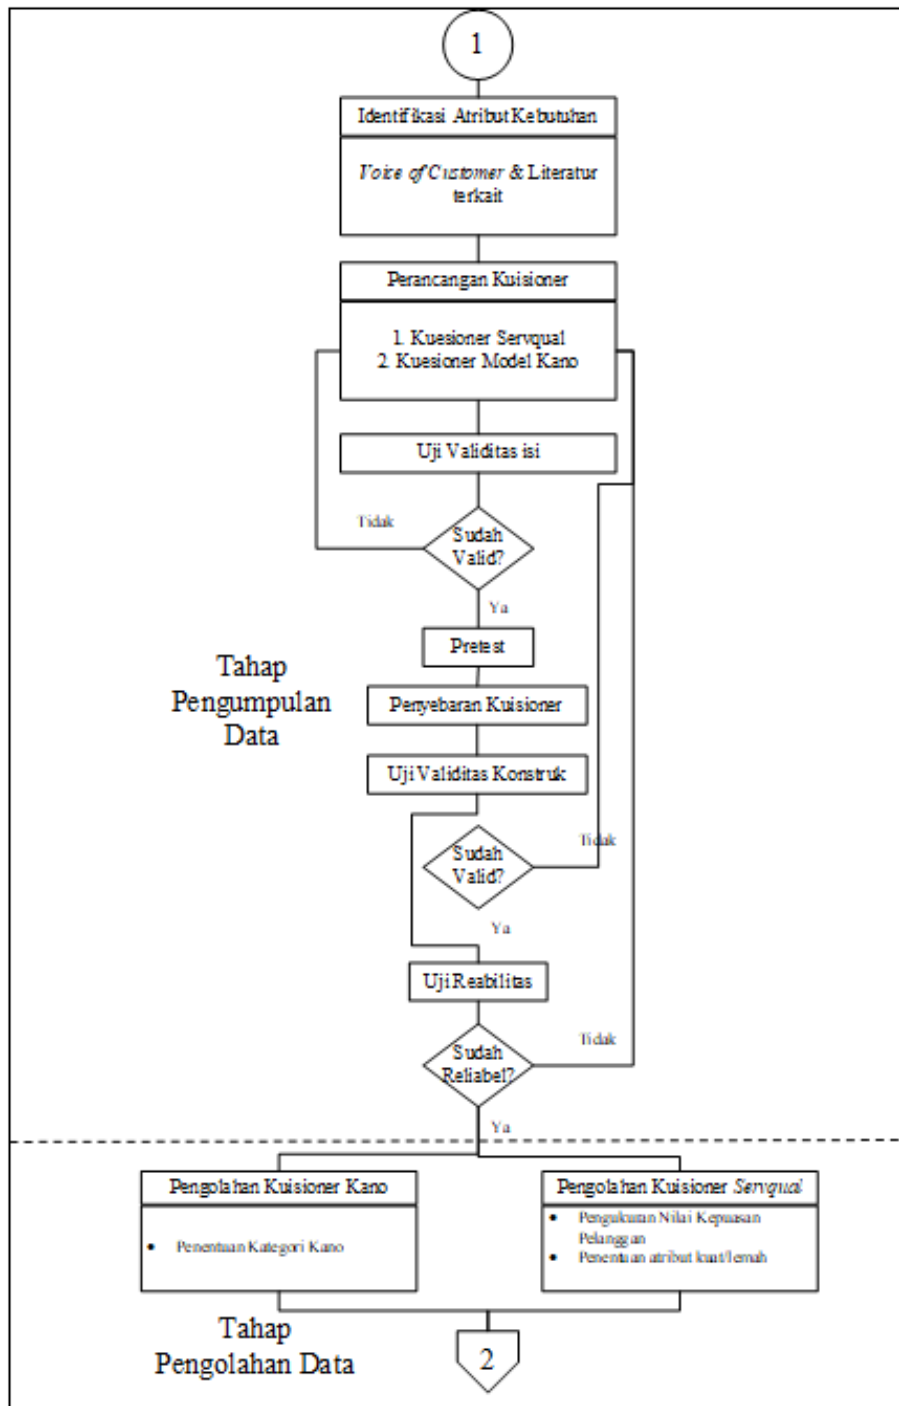 1
Identifikasi Atribut Kebutuhan
Voice of Customer & Literatur
terkait
Perancangan Kuisioner
1. Kuesioner Servqual
2. Kuesioner Model Kano
Uji Validitas isi
Tidak
Sudah
Valid?
Ya
Pretest
Tahap
Pengumpulan
Data
Penyebaran Kuisioner
Uji Validitas Konstruk
Sudah
Valid?
Tidak
Ya
Uji Reabilitas
Sudah
Reliabel?
Tidak
Ya
Pengolahan Kuisioner Kano
• Penentuan Kategori Kano
Pengolahan Kuisioner Servqual
• Pengukuran Nilai Kepuasan
Pelanggan
• Penentuan atribut kuat/lemah
Tahap
Pengolahan Data
2